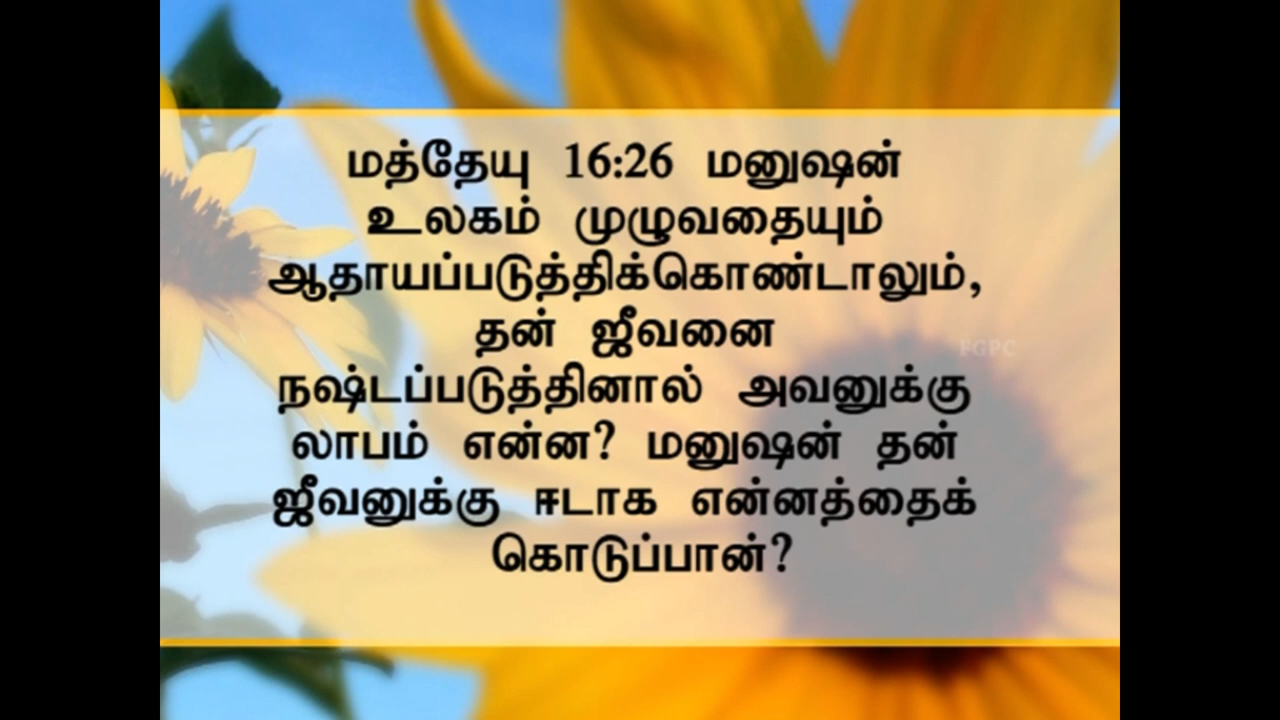 மத்தேயு 16:26 மனுஷன்
உலகம் முழுவதையும்
ஆதாயப்படுத்திக்கொண்டாலும்,
தன் ஜீவனை
FGPC
நஷ்டப்படுத்தினால் அவனுக்கு
லாபம் என்ன? மனுஷன் தன்
ஜீவனுக்கு ஈடாக என்னத்தைக்
கொடுப்பான்?